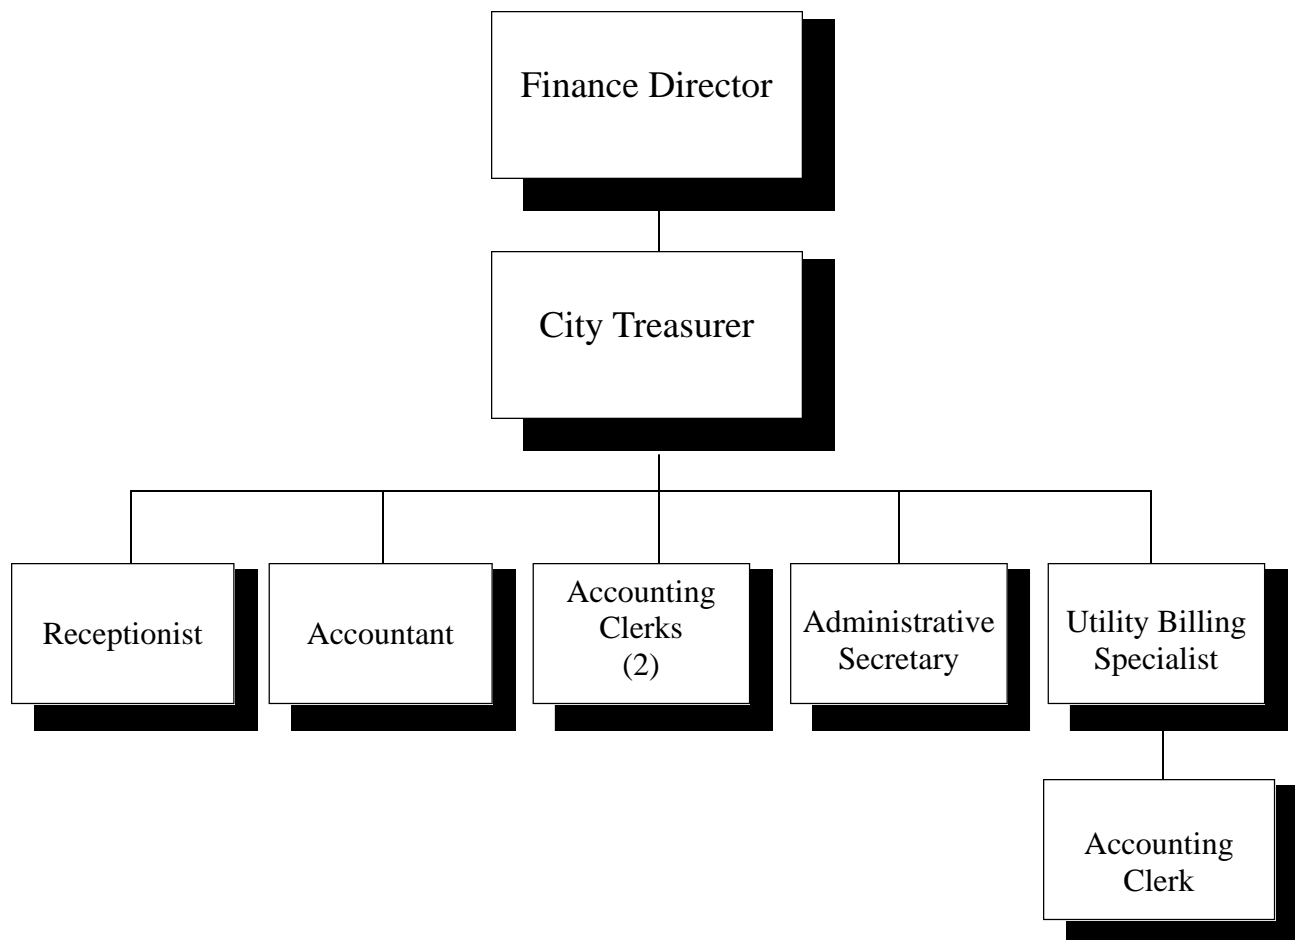 Finance Director
City Treasurer
Receptionist
Accountant
Accounting
Clerks
(2)
Administrative
Secretary
Utility Billing
Specialist
Accounting
Clerk